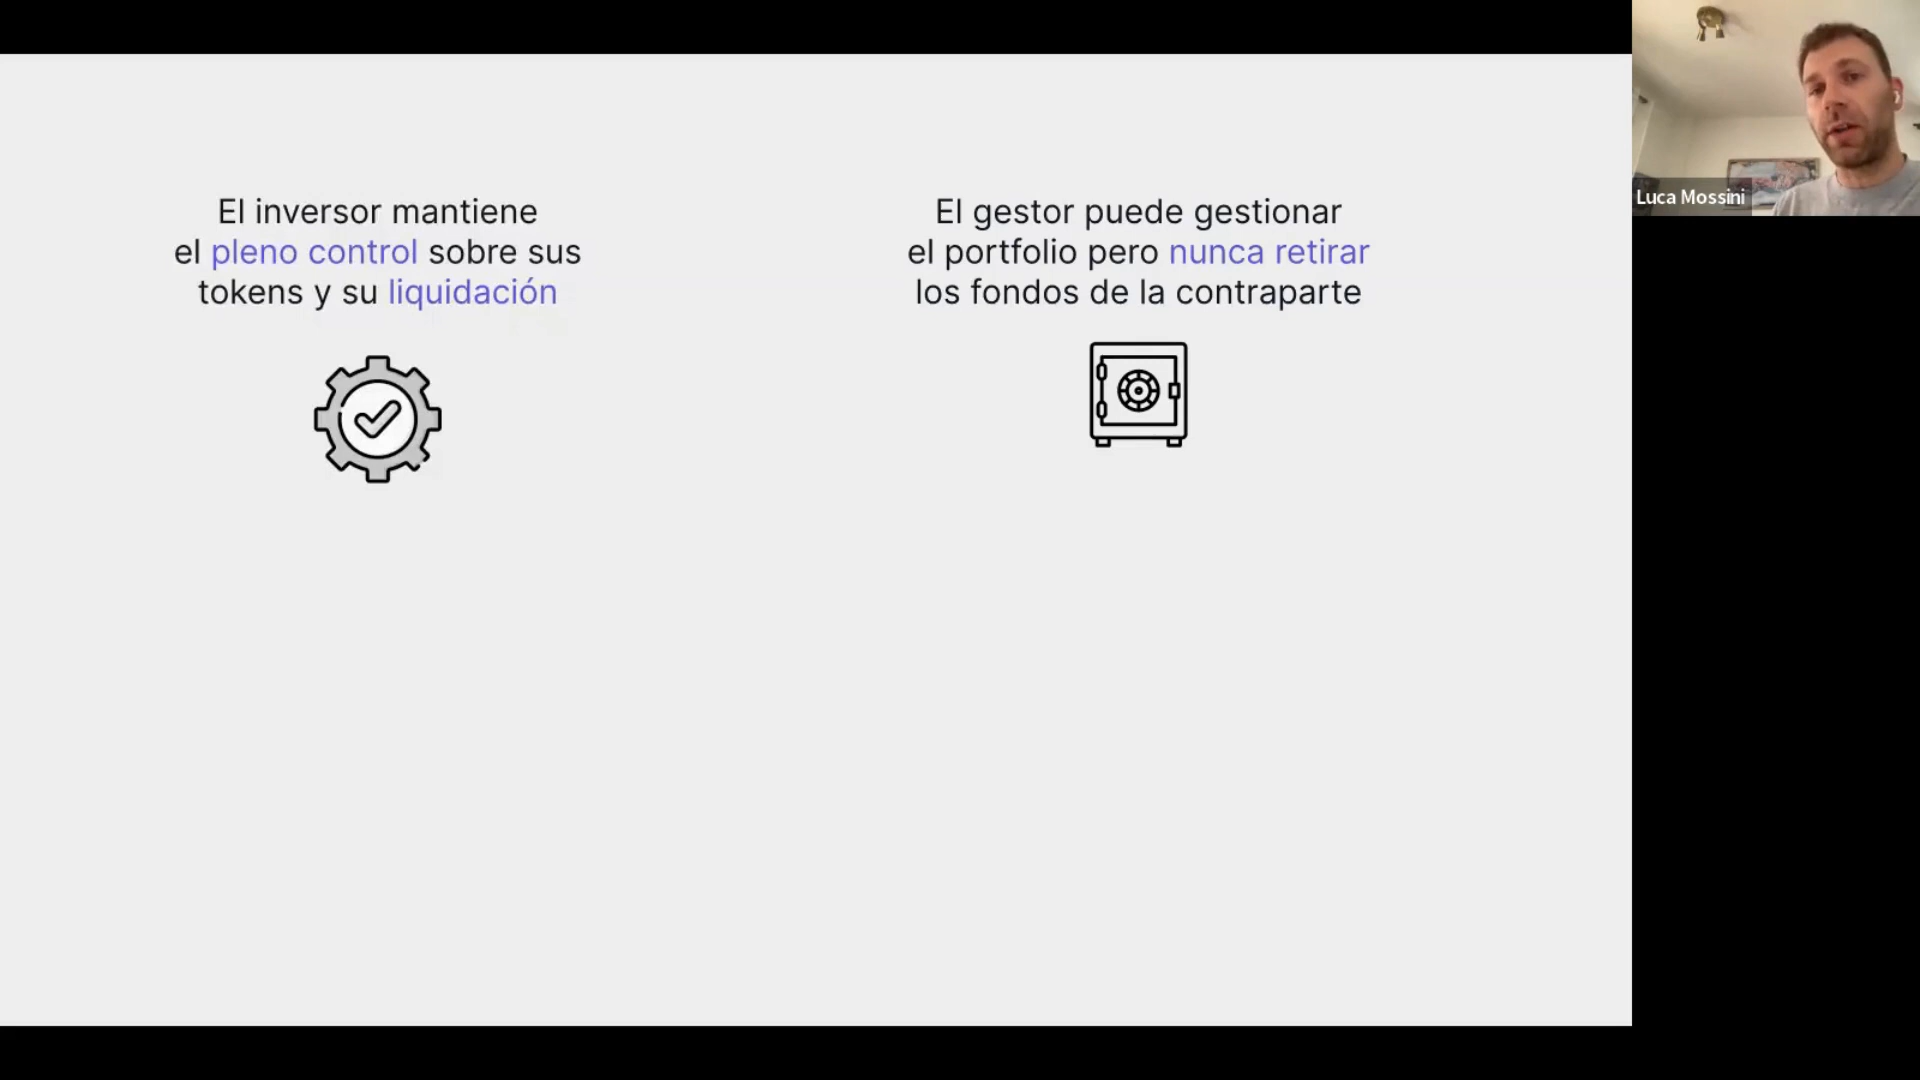 El inversor mantiene
el pleno control sobre sus
tokens y su liquidación
El gestor puede gestionar
el portfolio pero nunca retirar
los fondos de la contraparte
Luca Mossini